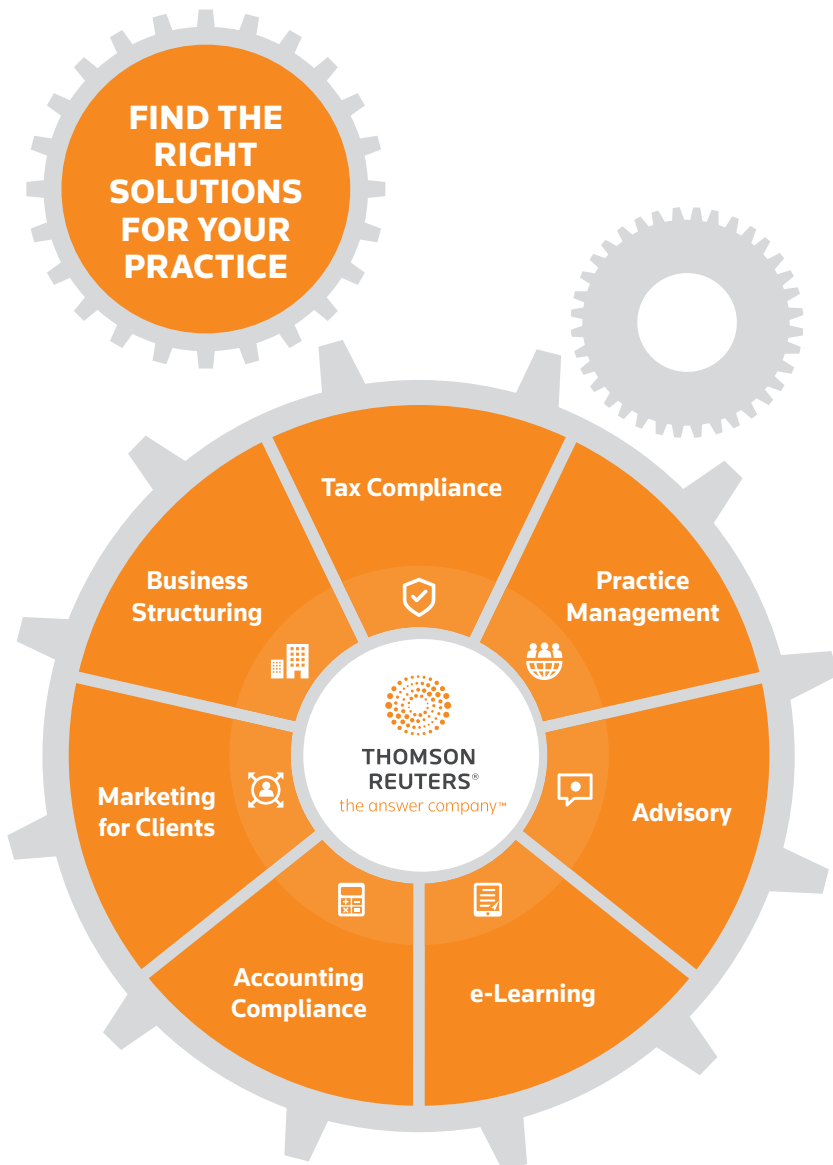 FIND THE
RIGHT
SOLUTIONS
FOR YOUR
PRACTICE
Tax Compliance
Business
Structuring
Practice
Management
THOMSON
REUTERS®
the answer company™
Marketing
for Clients
Advisory
Accounting
Compliance
e-Learning